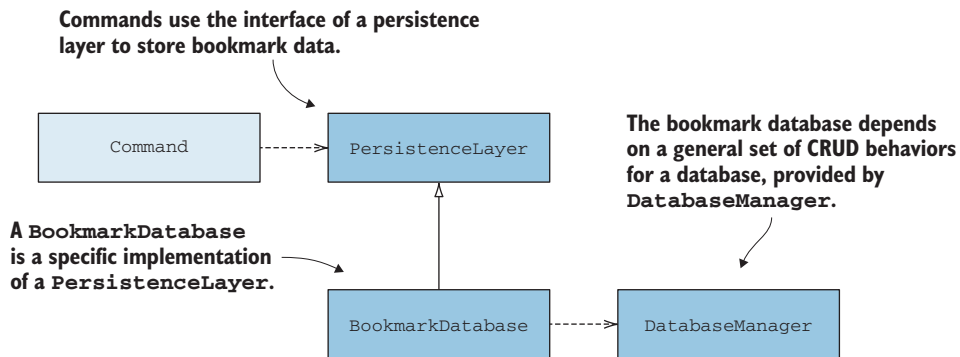 Commands use the interface of a persistence
layer to store bookmark data.
Command
PersistenceLayer
The bookmark database depends
on a general set of CRUD behaviors
for a database, provided by
DatabaseManager.
A BookmarkDatabase
is a specific implementation
of a PersistenceLayer.
BookmarkDatabase
DatabaseManager